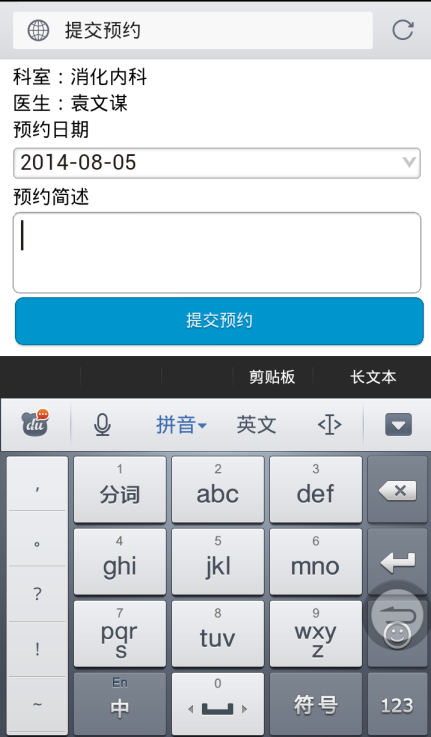 提交预约
科室：消化内科
医生：袁文谋
预约日期
2014-08-05
预约简述
提交预约
剪贴板 长文本
du 拼音 英文
, 1 2 3
分词 abc def
。 4 5 6
ghi jkl mno
? 7 8 9
pqrs tuv wxyz
!
~ En 0
中 符号 123